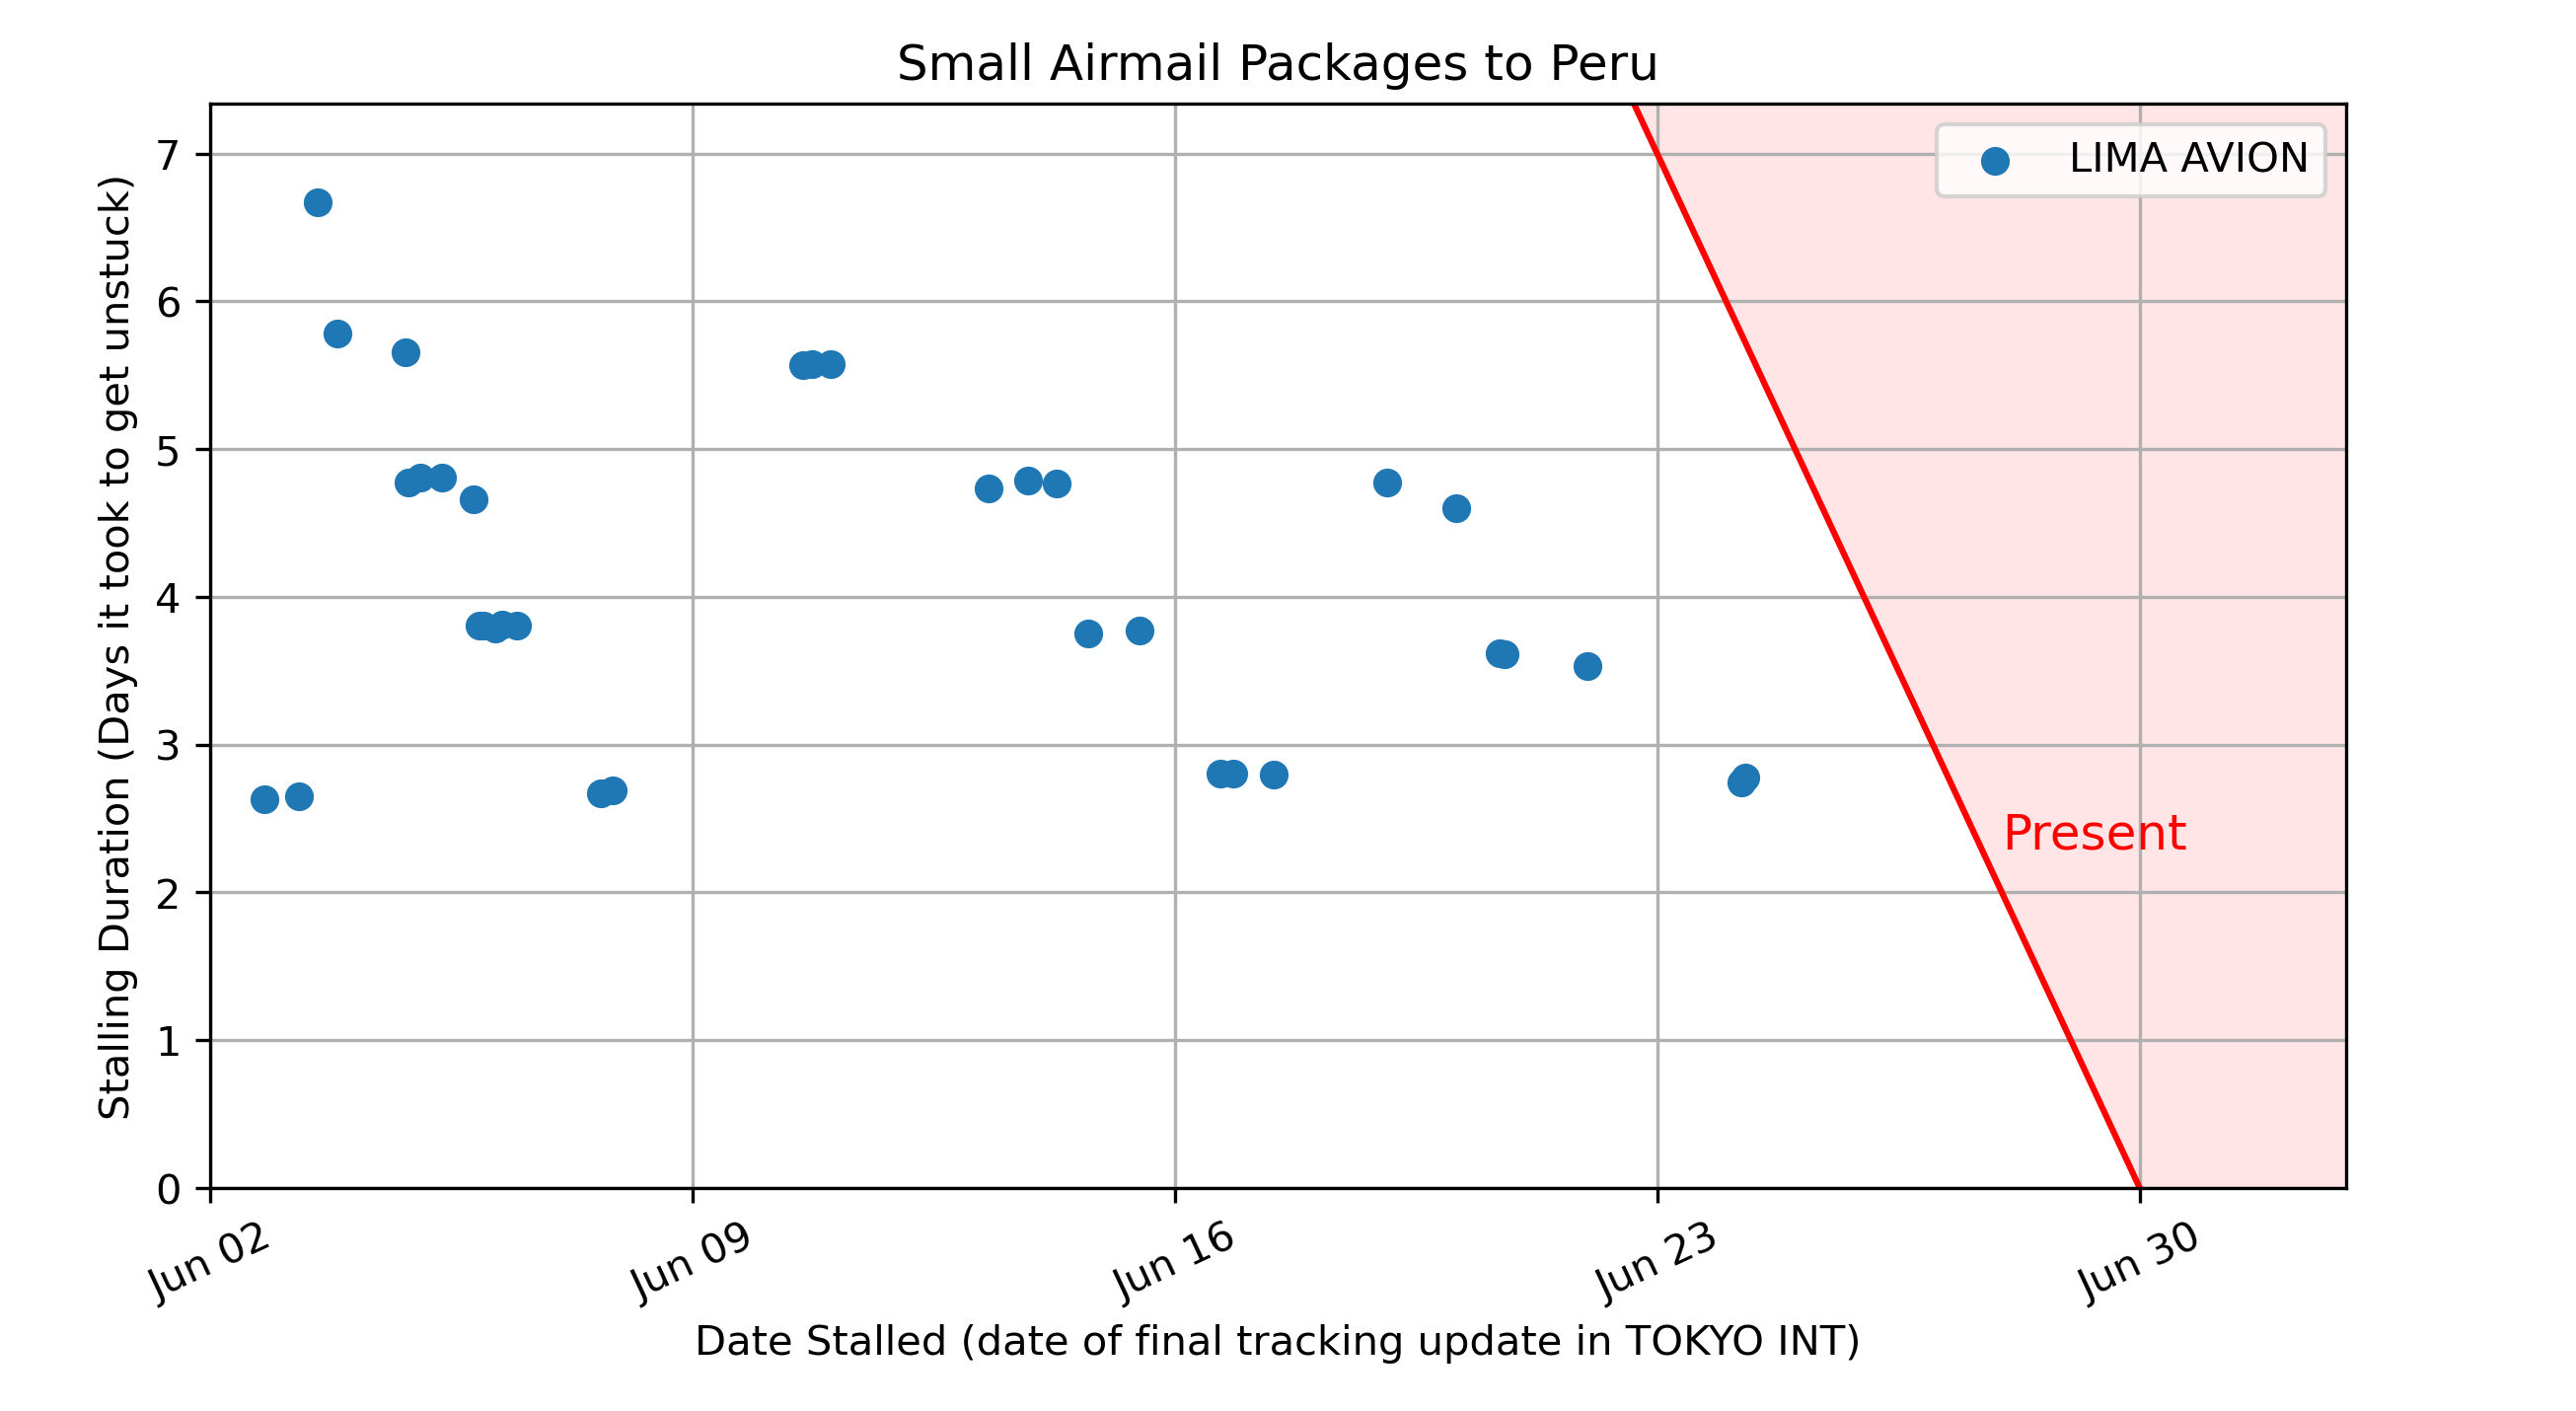 Small Airmail Packages to Peru
LIMA AVION
Stalling Duration (Days it took to get unstuck)
7
6
5
4
3
2
1
0
Present
Jun 02
Jun 09
Jun 16
Jun 23
Jun 30
Date Stalled (date of final tracking update in TOKYO INT)